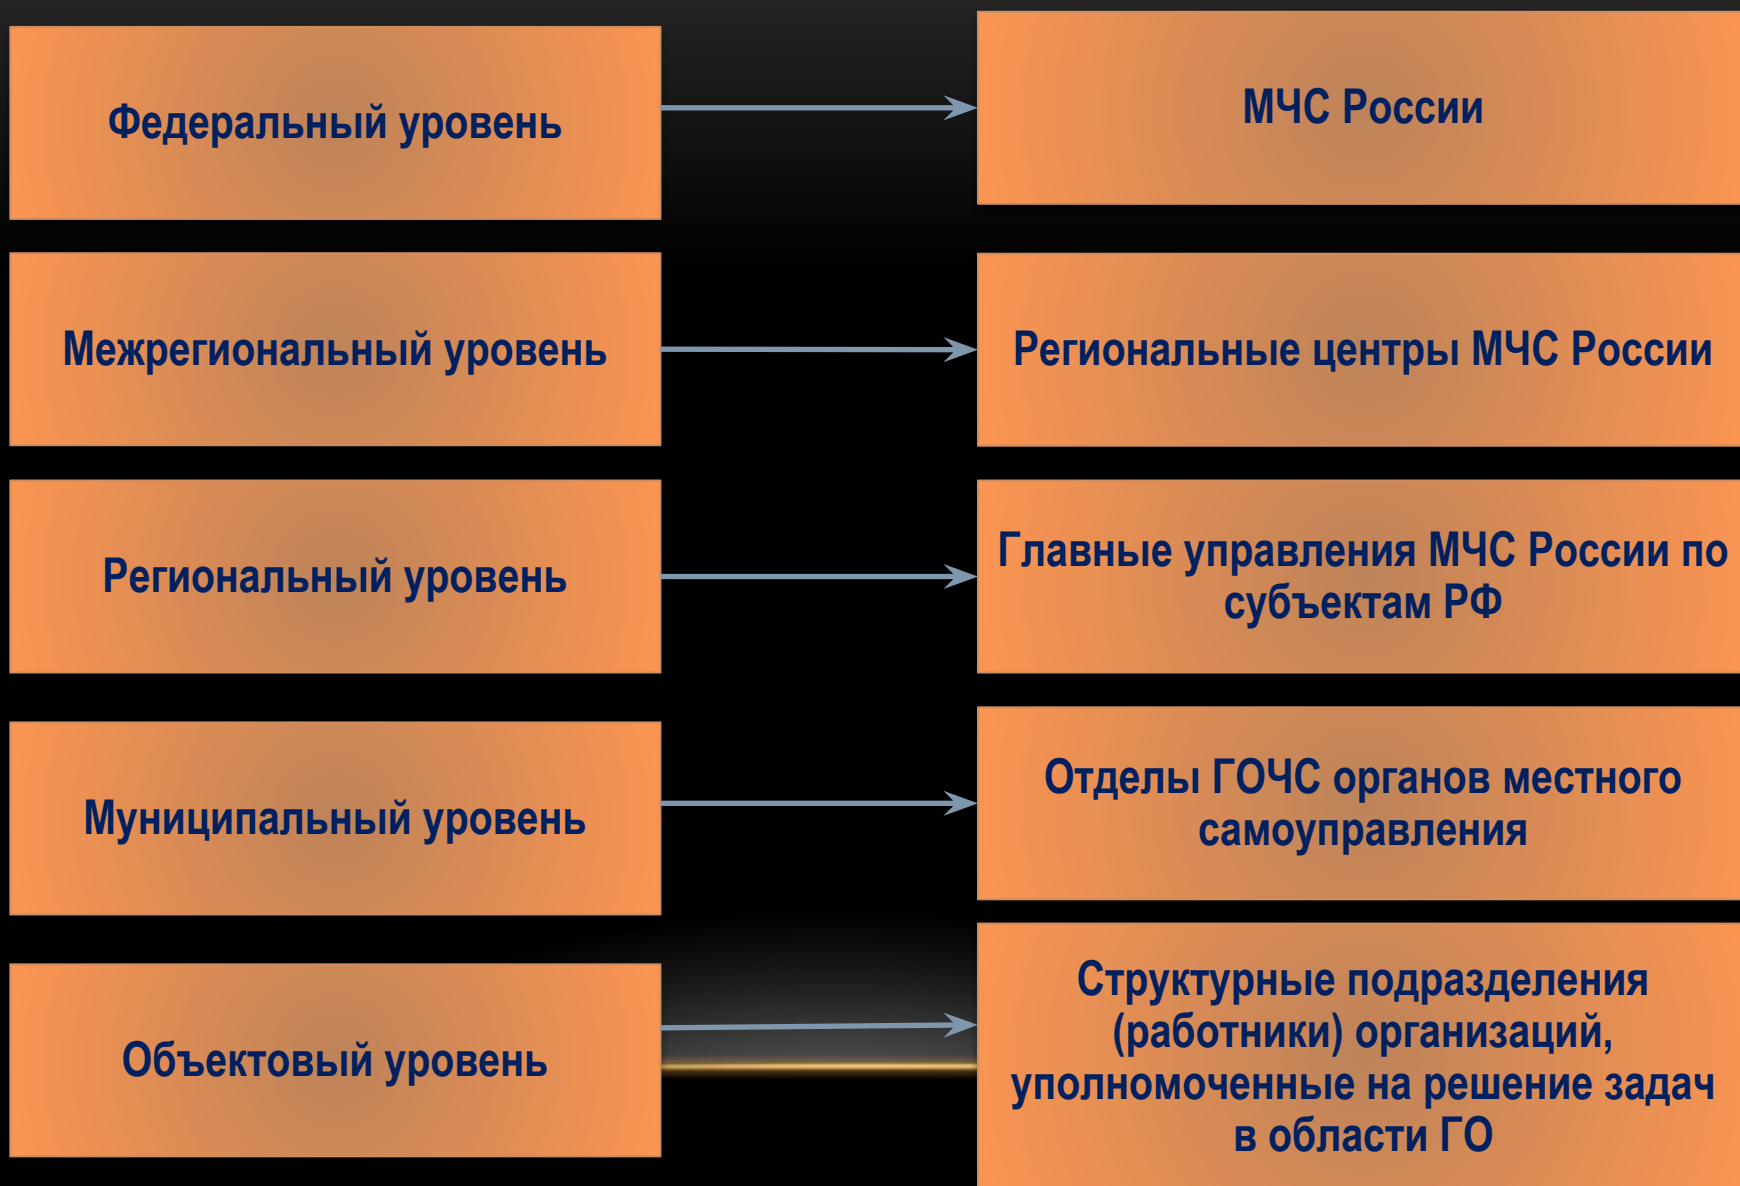 Федеральный уровень
МЧС России
Межрегиональный уровень
Региональные центры МЧС России
Региональный уровень
Главные управления МЧС России по
субъектам РФ
Муниципальный уровень
Отделы ГОЧС органов местного
самоуправления
Объектовый уровень
Структурные подразделения
(работники) организаций,
уполномоченные на решение задач
в области ГО